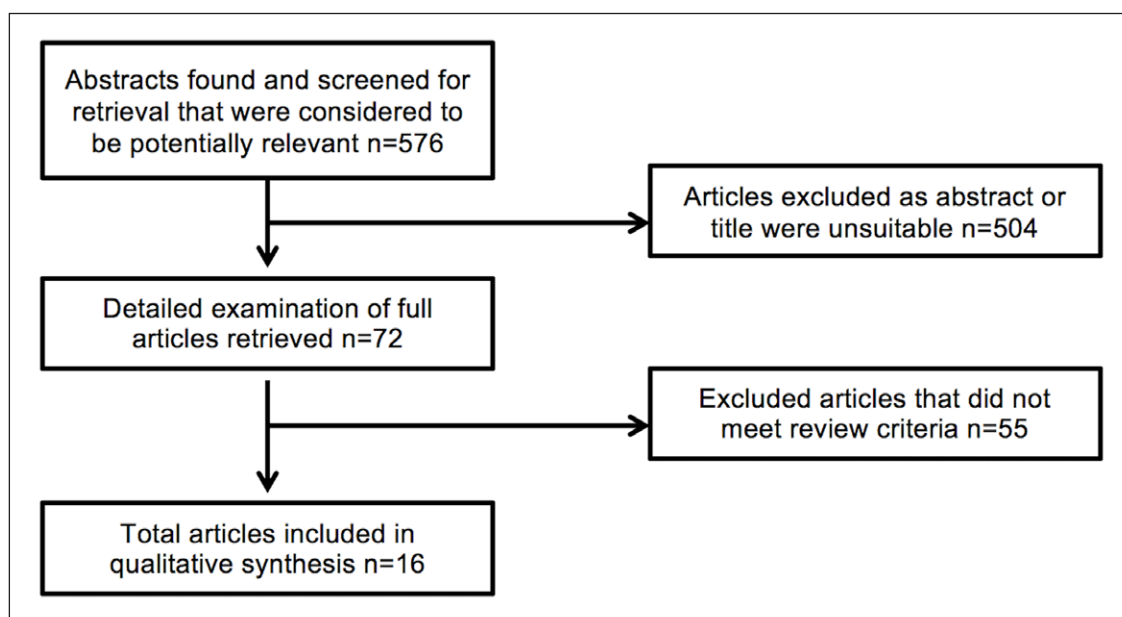 Abstracts found and screened for
retrieval that were considered to
be potentially relevant n=576
Articles excluded as abstract or
title were unsuitable n=504
Detailed examination of full
articles retrieved n=72
Excluded articles that did not
meet review criteria n=55
Total articles included in
qualitative synthesis n=16